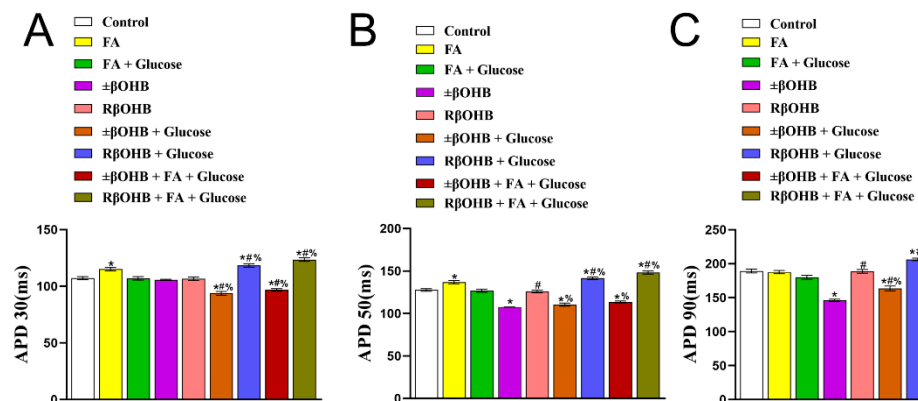 A
Control
FA
FA + Glucose
±βOHB
RβOHB
±βOHB + Glucose
RβOHB + Glucose
±βOHB + FA + Glucose
RβOHB + FA + Glucose
APD 30(ms)
150
100
50
0
*
*#%
*#%
*#%
*#%
B
Control
FA
FA + Glucose
±βOHB
RβOHB
±βOHB + Glucose
RβOHB + Glucose
±βOHB + FA + Glucose
RβOHB + FA + Glucose
APD 50(ms)
200
150
100
50
0
*
*
#
*%
*#%
*%
*#%
C
Control
FA
FA + Glucose
±βOHB
RβOHB
±βOHB + Glucose
RβOHB + Glucose
±βOHB + FA + Glucose
RβOHB + FA + Glucose
APD 90(ms)
250
200
150
100
50
0
*
#
*#%